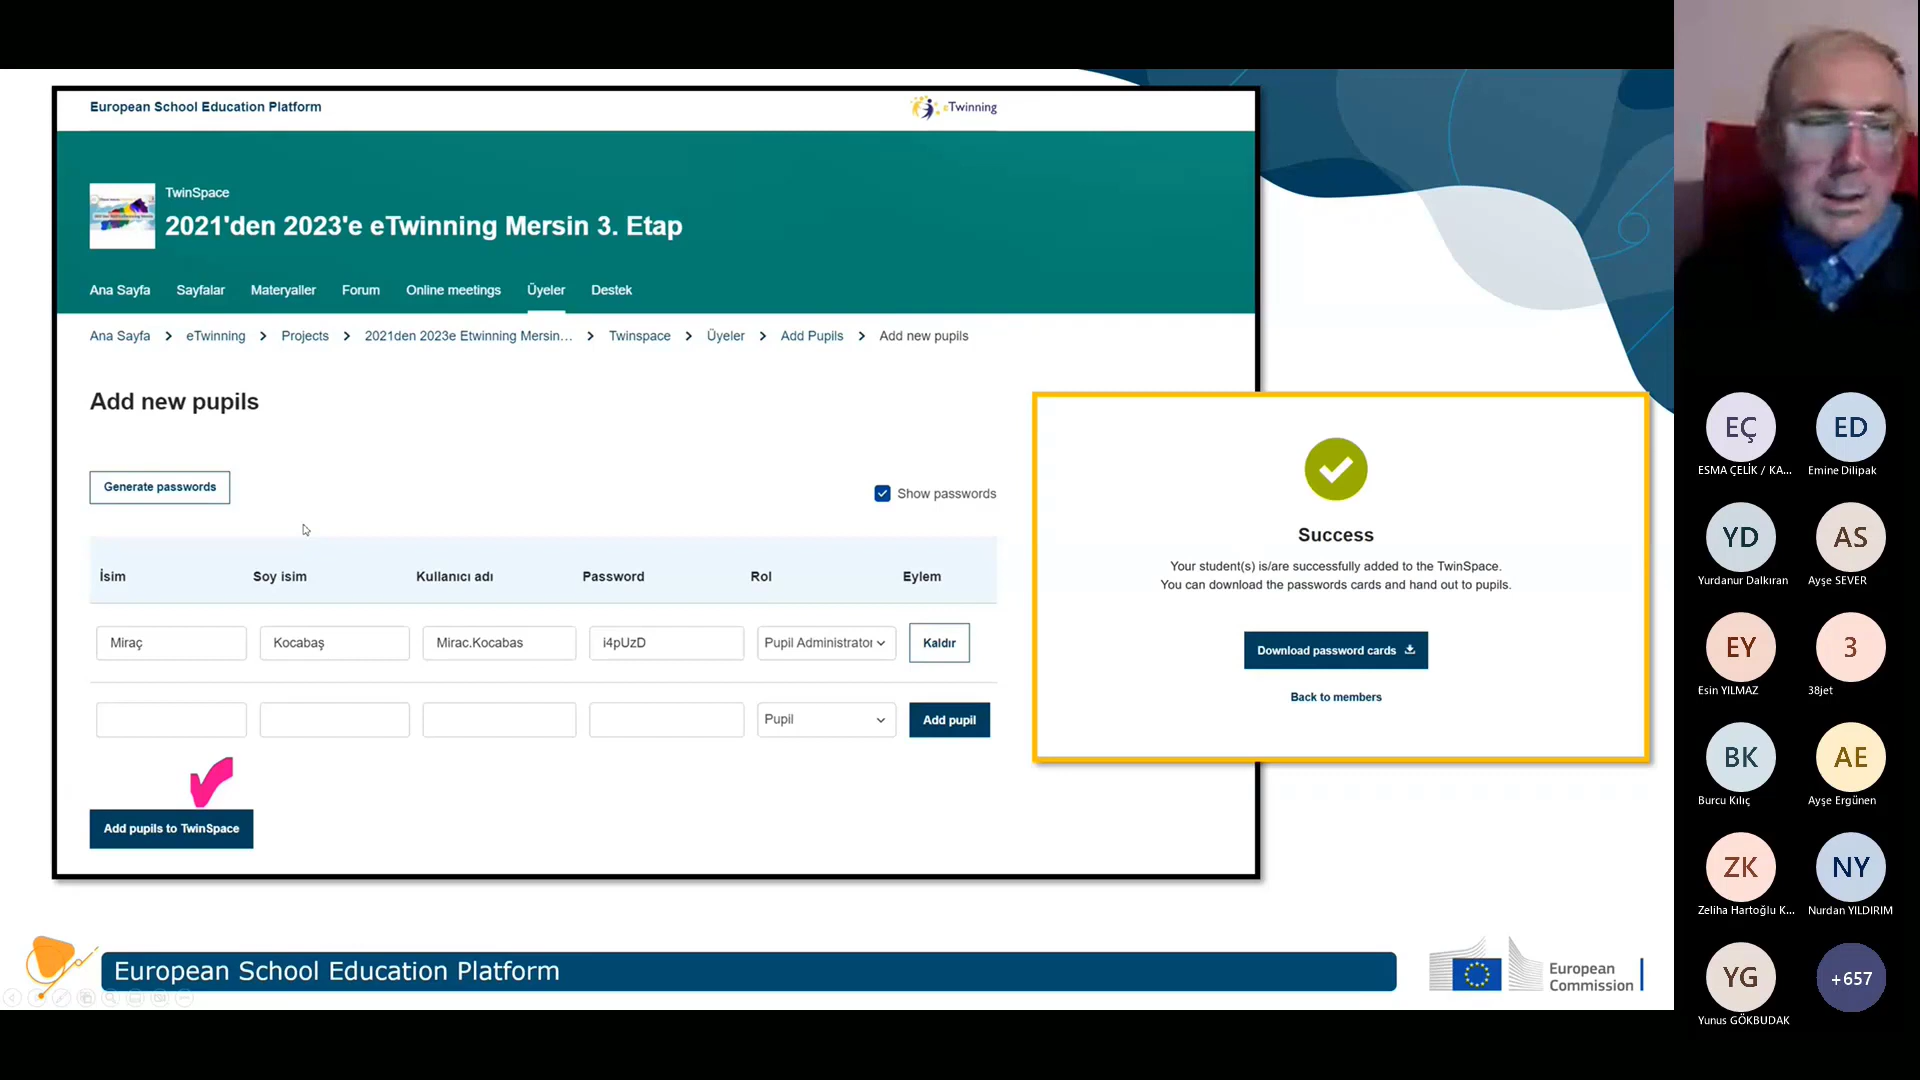 European School Education Platform
eTwinning
TwinSpace
2021'den 2023'e eTwinning Mersin 3. Etap
Ana Sayfa Sayfalar Materyaller Forum Online meetings Üyeler Destek
Ana Sayfa > eTwinning > Projects > 2021den 2023e Etwinning Mersin... > Twinspace > Üyeler > Add Pupils > Add new pupils
Add new pupils
Generate passwords
Show passwords
İsim Soy isim Kullanıcı adı Password Rol Eylem
Miraç Kocabaş Mirac.Kocabas i4pUzD Pupil Administrator Kaldır
Pupil Add pupil
Add pupils to TwinSpace
Success
Your student(s) is/are successfully added to the TwinSpace.
You can download the passwords cards and hand out to pupils.
Download password cards
Back to members
European School Education Platform
European
Commission
EÇ ED
ESMA ÇELİK / KA... Emine Dilipak
YD AS
Yurdanur Dalkıran Ayşe SEVER
EY 3
Esin YILMAZ 38jet
BK AE
Burcu Kılıç Ayşe Ergünen
ZK NY
Zeliha Hartoğlu K... Nurdan YILDIRIM
YG +657
Yunus GÖKBUDAK